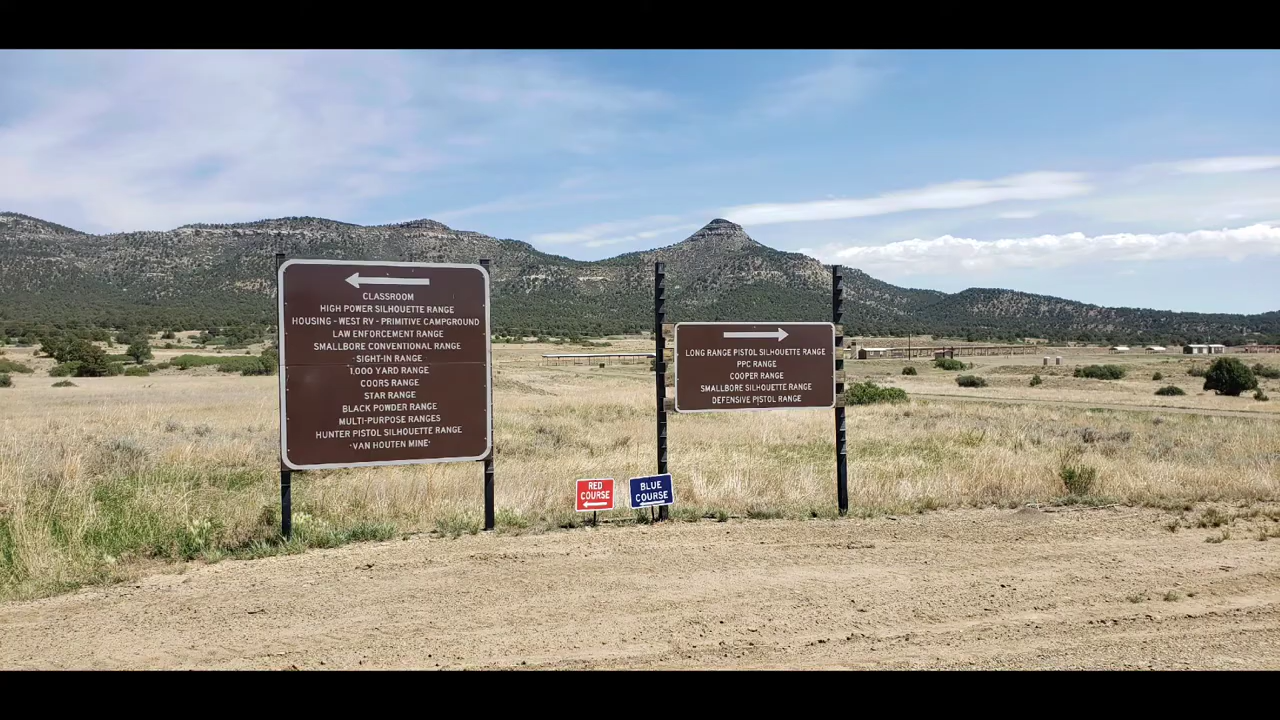 CLASSROOM
HIGH POWER SILHOUETTE RANGE
HOUSING - WEST RV - PRIMITIVE CAMPGROUND
LAW ENFORCEMENT RANGE
SMALLBORE CONVENTIONAL RANGE
SIGHT-IN RANGE
1,000 YARD RANGE
COORS RANGE
STAR RANGE
BLACK POWDER RANGE
MULTI-PURPOSE RANGES
HUNTER PISTOL SILHOUETTE RANGE
*VAN HOUTEN MINE*
LONG RANGE PISTOL SILHOUETTE RANGE
PPC RANGE
COOPER RANGE
SMALLBORE SILHOUETTE RANGE
DEFENSIVE PISTOL RANGE
RED
COURSE
BLUE
COURSE